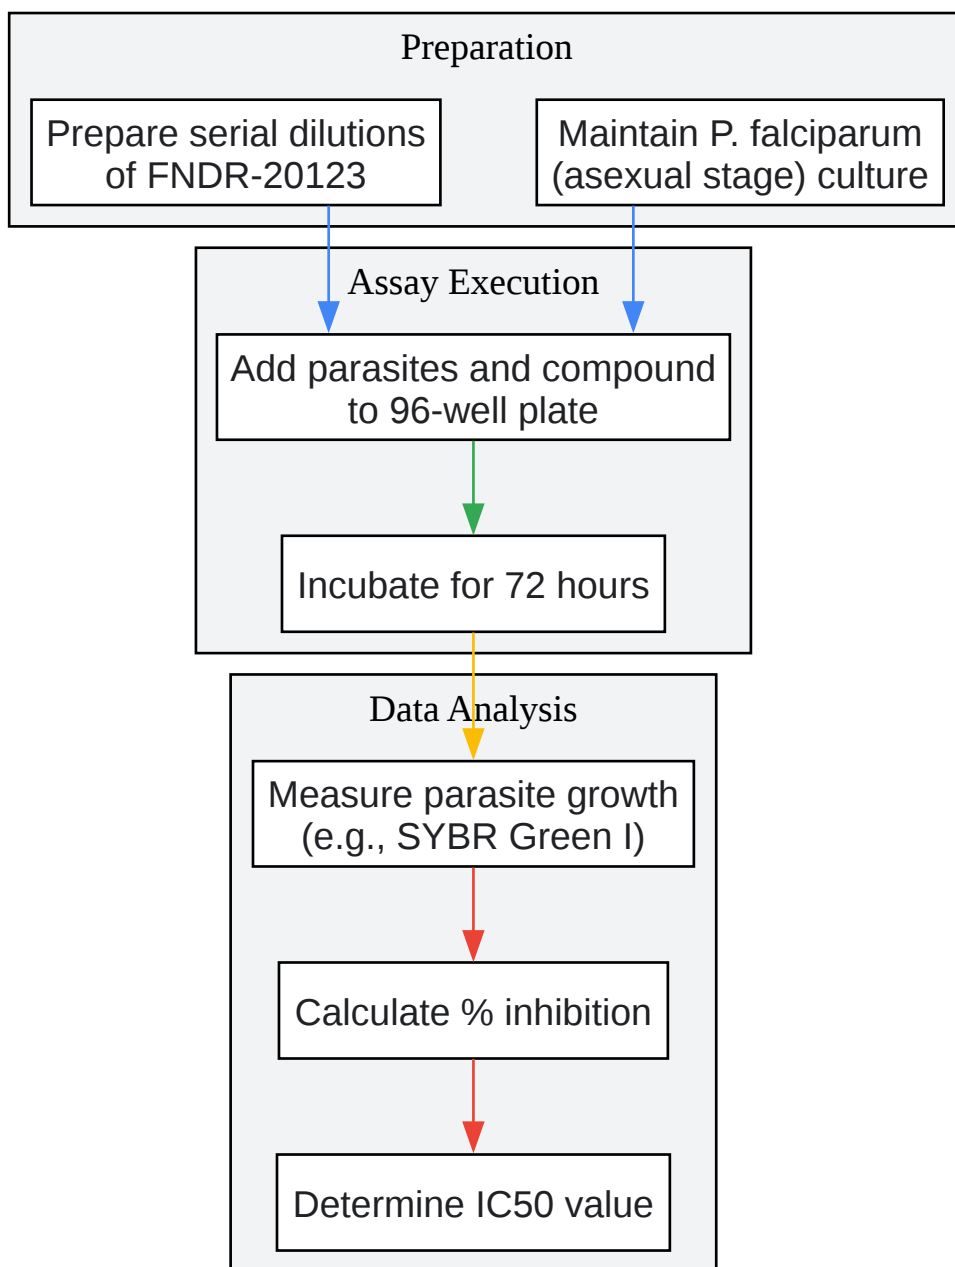 Preparation
Prepare serial dilutions
of FNDR-20123
Maintain P. falciparum
(asexual stage) culture
Assay Execution
Add parasites and compound
to 96-well plate
Incubate for 72 hours
Data Analysis
Measure parasite growth
(e.g., SYBR Green I)
Calculate % inhibition
Determine IC50 value